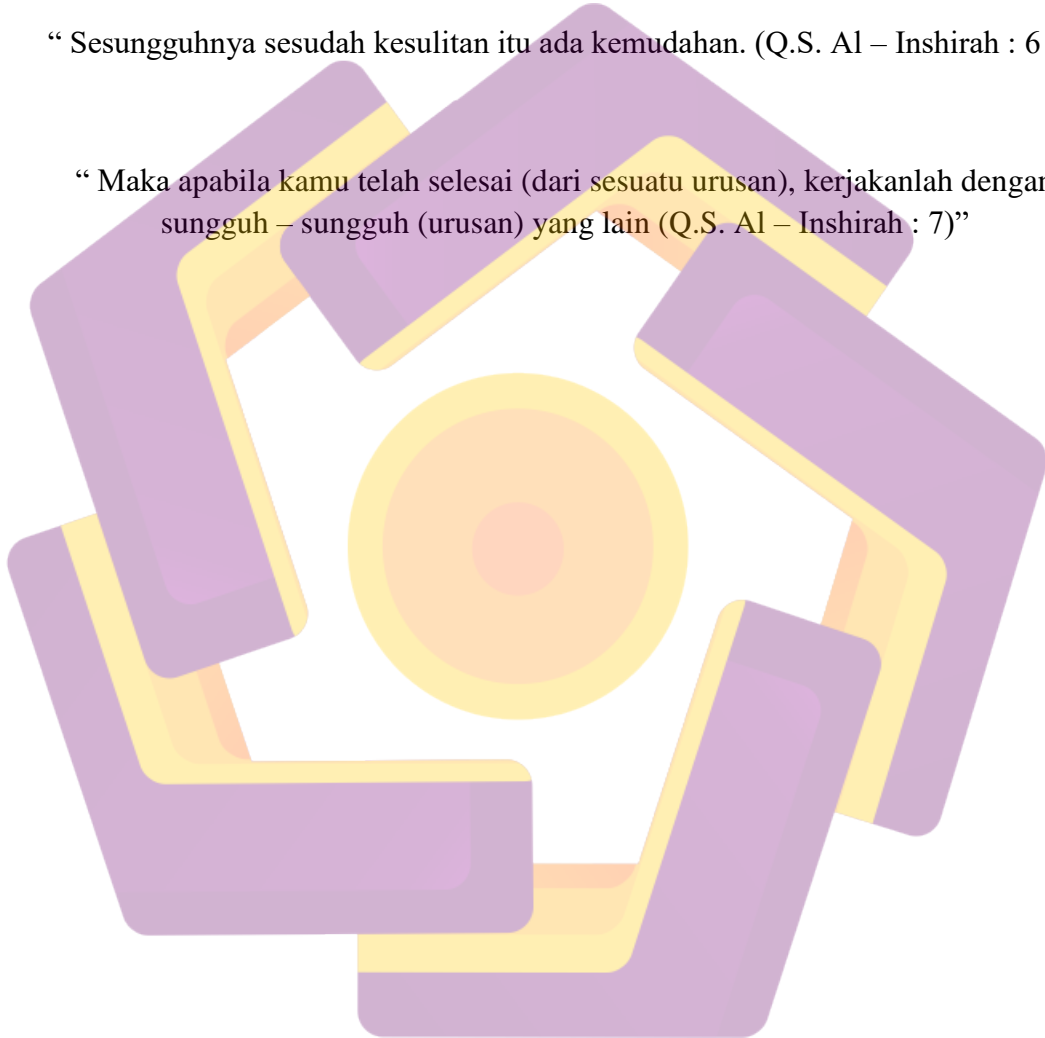 “ Sesungguhnya sesudah kesulitan itu ada kemudahan. (Q.S. Al – Inshirah : 6
“ Maka apabila kamu telah selesai (dari sesuatu urusan), kerjakanlah dengan
sungguh – sungguh (urusan) yang lain (Q.S. Al – Inshirah : 7)”